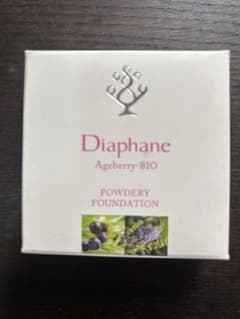 Diaphane
Ageberry-BIO
POWDERY
FOUNDATION